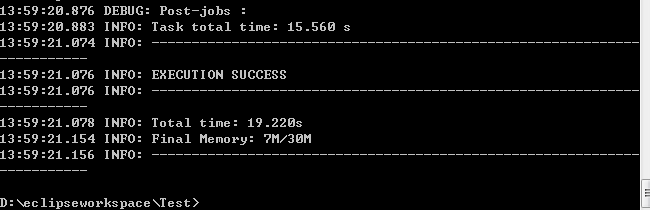 13:59:20.876 DEBUG: Post-jobs :
13:59:20.883 INFO: Task total time: 15.560 s
13:59:21.074 INFO: -------------------------------------------------------------
-----------
13:59:21.076 INFO: EXECUTION SUCCESS
13:59:21.076 INFO: -------------------------------------------------------------
-----------
13:59:21.078 INFO: Total time: 19.220s
13:59:21.154 INFO: Final Memory: 7M/30M
13:59:21.156 INFO: -------------------------------------------------------------
-----------
D:\eclipseworkspace\Test>